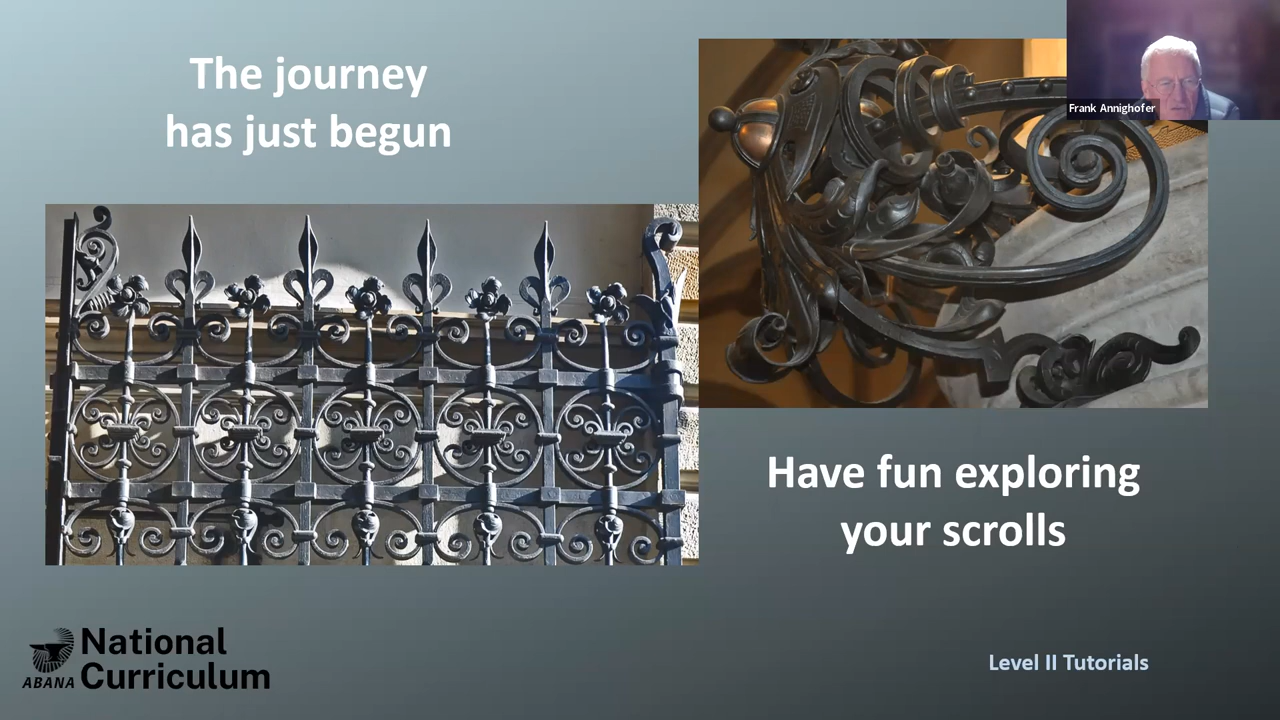 The journey
has just begun
Frank Annighofer
Have fun exploring
your scrolls
National
Curriculum
ABANA
Level II Tutorials